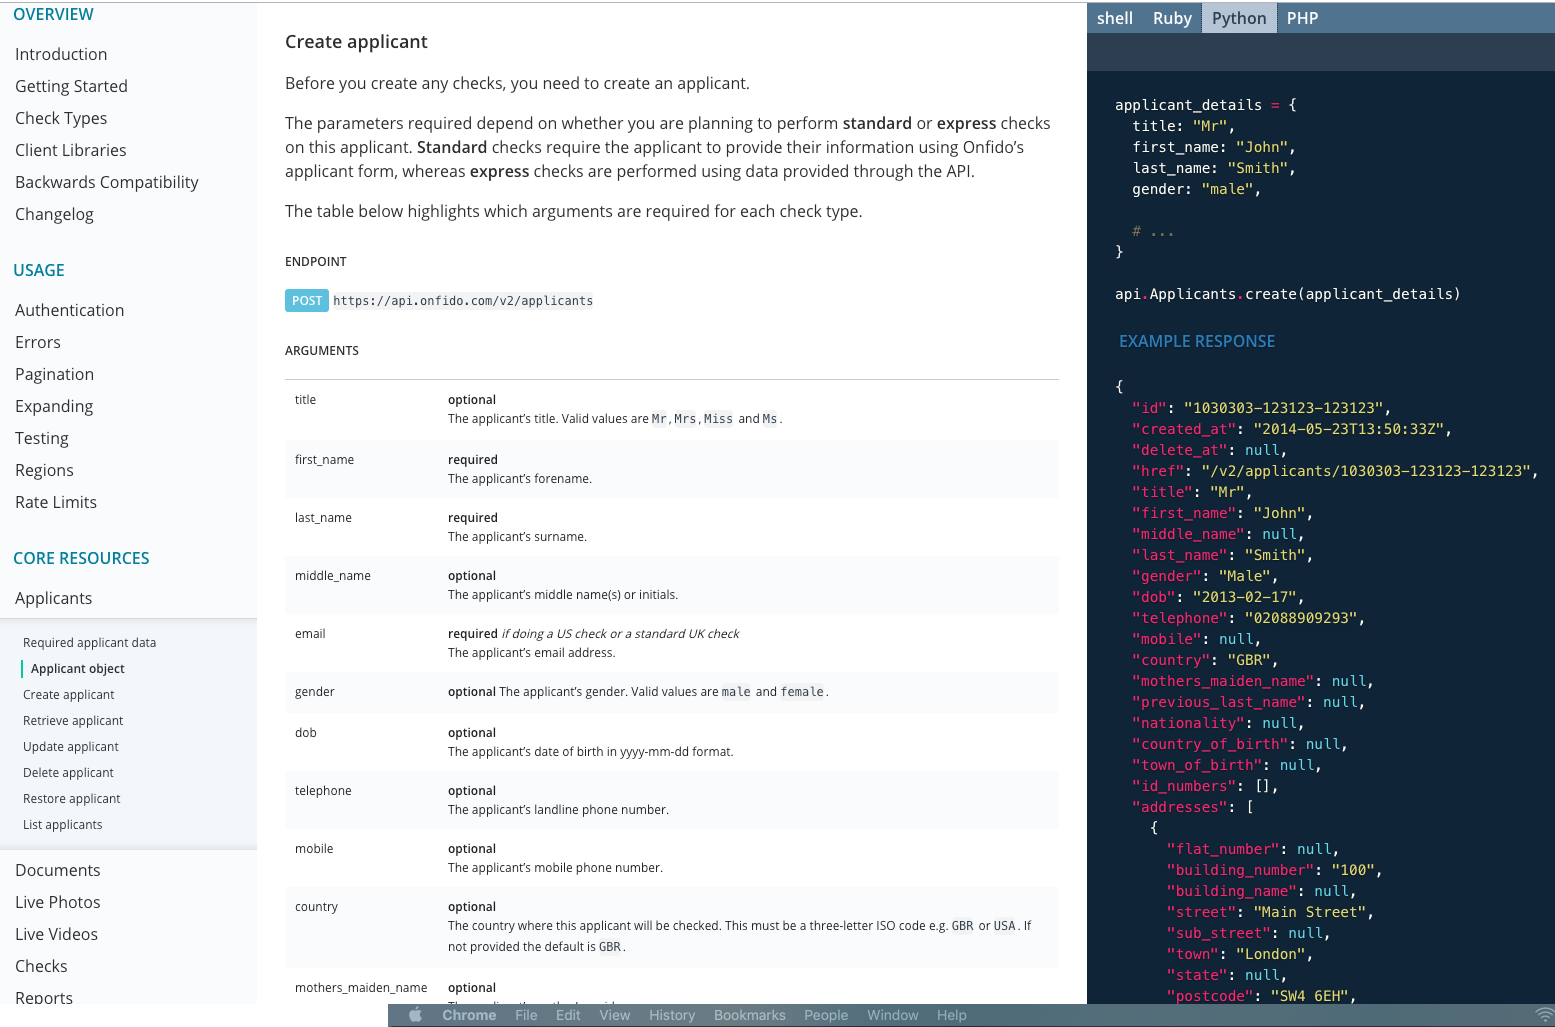 OVERVIEW
Introduction
Getting Started
Check Types
Client Libraries
Backwards Compatibility
Changelog
USAGE
Authentication
Errors
Pagination
Expanding
Testing
Regions
Rate Limits
CORE RESOURCES
Applicants
Required applicant data
Applicant object
Create applicant
Retrieve applicant
Update applicant
Delete applicant
Restore applicant
List applicants
Documents
Live Photos
Live Videos
Checks
Reports
Create applicant
Before you create any checks, you need to create an applicant.
The parameters required depend on whether you are planning to perform standard or express checks
on this applicant. Standard checks require the applicant to provide their information using Onfido’s
applicant form, whereas express checks are performed using data provided through the API.
The table below highlights which arguments are required for each check type.
ENDPOINT
POST https://api.onfido.com/v2/applicants
ARGUMENTS
title optional
The applicant’s title. Valid values are Mr, Mrs, Miss and Ms.
first_name required
The applicant’s forename.
last_name required
The applicant’s surname.
middle_name optional
The applicant’s middle name(s) or initials.
email required if doing a US check or a standard UK check
The applicant’s email address.
gender optional The applicant’s gender. Valid values are male and female.
dob optional
The applicant’s date of birth in yyyy-mm-dd format.
telephone optional
The applicant’s landline phone number.
mobile optional
The applicant’s mobile phone number.
country optional
The country where this applicant will be checked. This must be a three-letter ISO code e.g. GBR or USA. If
not provided the default is GBR.
mothers_maiden_name optional
shell Ruby Python PHP
applicant_details = {
title: "Mr",
first_name: "John",
last_name: "Smith",
gender: "male",
# ...
}
api.Applicants.create(applicant_details)
EXAMPLE RESPONSE
{
"id": "1030303-123123-123123",
"created_at": "2014-05-23T13:50:33Z",
"delete_at": null,
"href": "/v2/applicants/1030303-123123-123123",
"title": "Mr",
"first_name": "John",
"middle_name": null,
"last_name": "Smith",
"gender": "Male",
"dob": "2013-02-17",
"telephone": "02088909293",
"mobile": null,
"country": "GBR",
"mothers_maiden_name": null,
"previous_last_name": null,
"nationality": null,
"country_of_birth": null,
"town_of_birth": null,
"id_numbers": [],
"addresses": [
{
"flat_number": null,
"building_number": "100",
"building_name": null,
"street": "Main Street",
"sub_street": null,
"town": "London",
"state": null,
"postcode": "SW4 6EH",
Chrome File Edit View History Bookmarks People Window Help